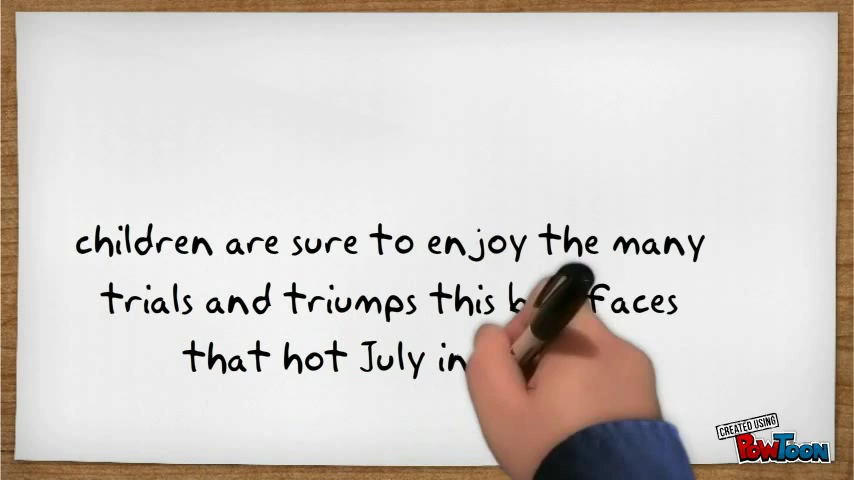 children are sure to enjoy the many
trials and triumps this faces
that hot July in
CREATED USING
POWTOON